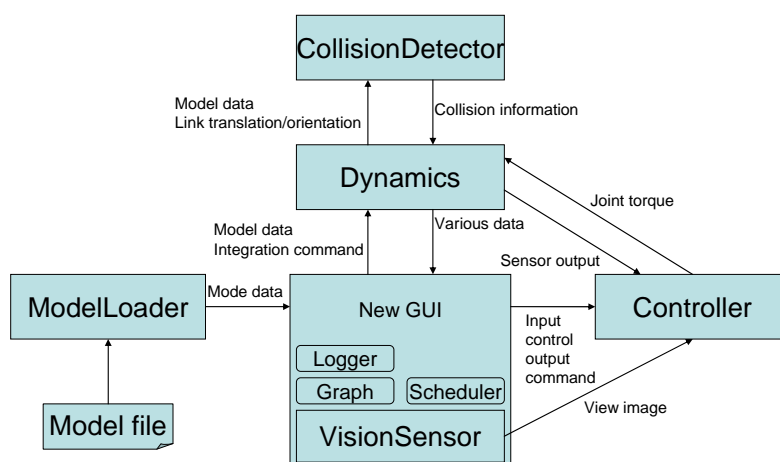 CollisionDetector
Model data
Link translation/orientation
Collision information
Dynamics
Joint torque
Model data
Integration command
Various data
Sensor output
ModelLoader
Mode data
New GUI
Controller
Input
control
output
command
Logger
Graph
Scheduler
View image
Model file
VisionSensor